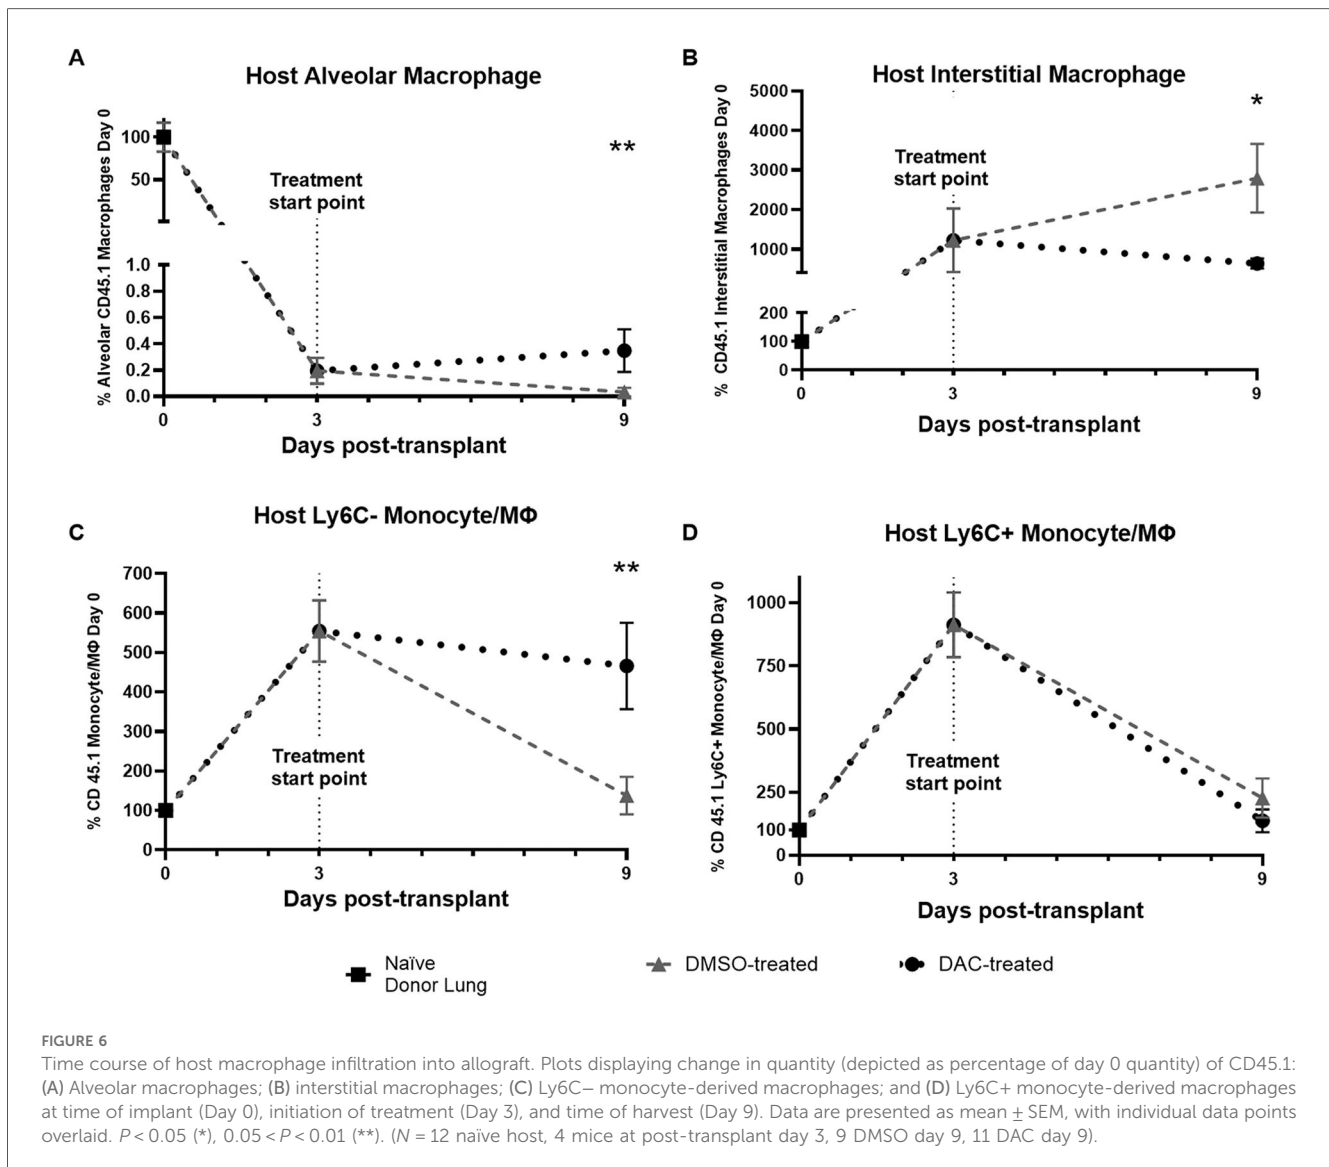 A
Host Alveolar Macrophage
% Alveolar CD45.1 Macrophages Day 0
100
50
1.0
0.8
0.6
0.4
0.2
0.0
Treatment
start point
**
0 3 9
Days post-transplant
B
Host Interstitial Macrophage
% CD45.1 Interstitial Macrophages Day 0
5000
4000
3000
2000
1000
200
100
0
Treatment
start point
*
0 3 9
Days post-transplant
C
Host Ly6C- Monocyte/MΦ
% CD 45.1 Monocyte/MΦ Day 0
700
600
500
400
300
200
100
0
Treatment
start point
**
0 3 9
Days post-transplant
D
Host Ly6C+ Monocyte/MΦ
% CD 45.1 Ly6C+ Monocyte/MΦ Day 0
1000
750
500
250
100
0
Treatment
start point
0 3 9
Days post-transplant
Naïve
Donor Lung
DMSO-treated
DAC-treated
FIGURE 6
Time course of host macrophage infiltration into allograft. Plots displaying change in quantity (depicted as percentage of day 0 quantity) of CD45.1:
(A) Alveolar macrophages; (B) interstitial macrophages; (C) Ly6C− monocyte-derived macrophages; and (D) Ly6C+ monocyte-derived macrophages
at time of implant (Day 0), initiation of treatment (Day 3), and time of harvest (Day 9). Data are presented as mean ± SEM, with individual data points
overlaid. P < 0.05 (*), 0.05 < P < 0.01 (**). (N = 12 naïve host, 4 mice at post-transplant day 3, 9 DMSO day 9, 11 DAC day 9).